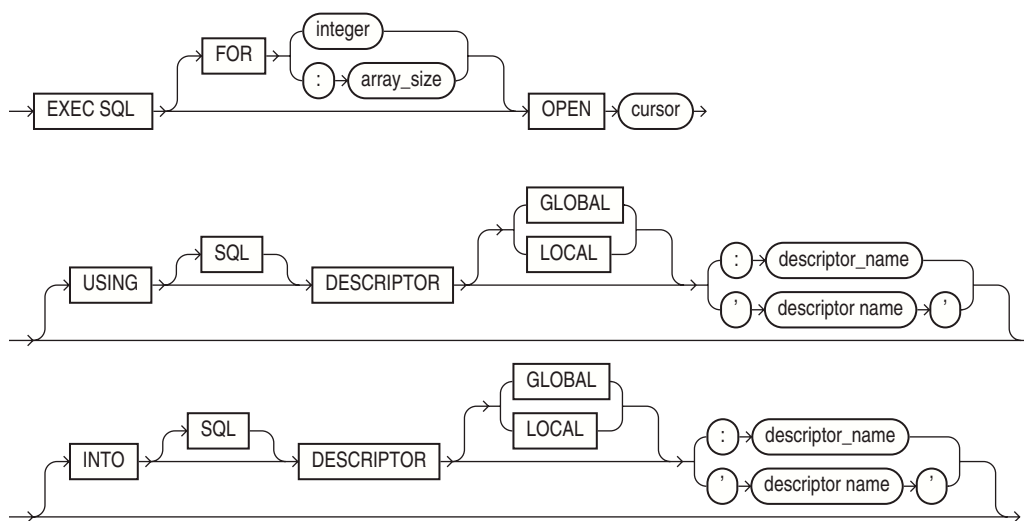 integer
FOR
: array_size
EXEC SQL OPEN cursor
GLOBAL
SQL LOCAL : descriptor_name
USING DESCRIPTOR ' descriptor name '
GLOBAL
SQL LOCAL : descriptor_name
INTO DESCRIPTOR ' descriptor name '